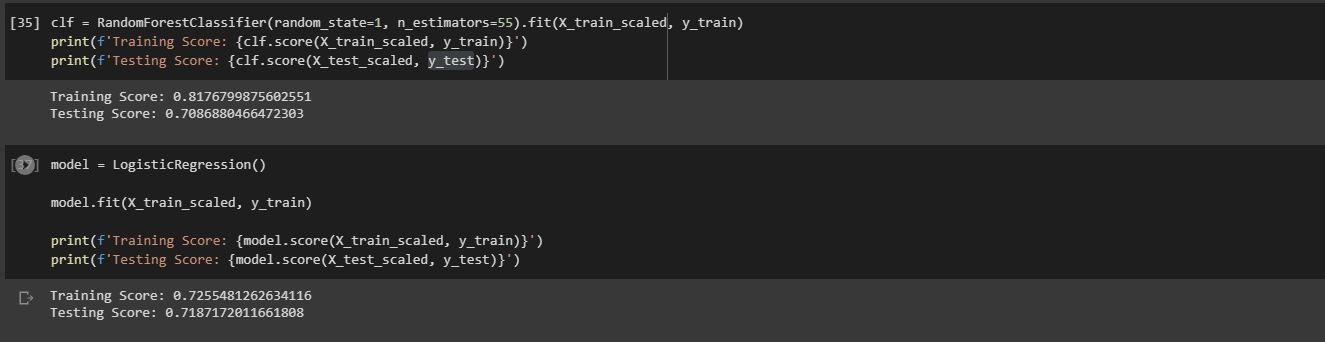 [35] clf = RandomForestClassifier(random_state=1, n_estimators=55).fit(X_train_scaled, y_train)
print(f'Training Score: {clf.score(X_train_scaled, y_train)}')
print(f'Testing Score: {clf.score(X_test_scaled, y_test)}')
Training Score: 0.8176799875602551
Testing Score: 0.7086880466472303
model = LogisticRegression()
model.fit(X_train_scaled, y_train)
print(f'Training Score: {model.score(X_train_scaled, y_train)}')
print(f'Testing Score: {model.score(X_test_scaled, y_test)}')
Training Score: 0.7255481262634116
Testing Score: 0.7187172011661808